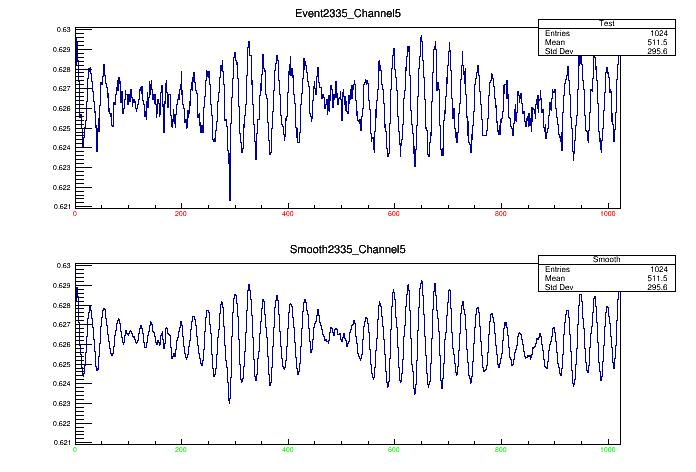 Event2335_Channel5
Test
Entries 1024
Mean 511.5
Std Dev 295.6
0.63
0.629
0.628
0.627
0.626
0.625
0.624
0.623
0.622
0.621
0 200 400 600 800 1000
Smooth2335_Channel5
Smooth
Entries 1024
Mean 511.5
Std Dev 295.6
0.63
0.629
0.628
0.627
0.626
0.625
0.624
0.623
0.622
0.621
0 200 400 600 800 1000